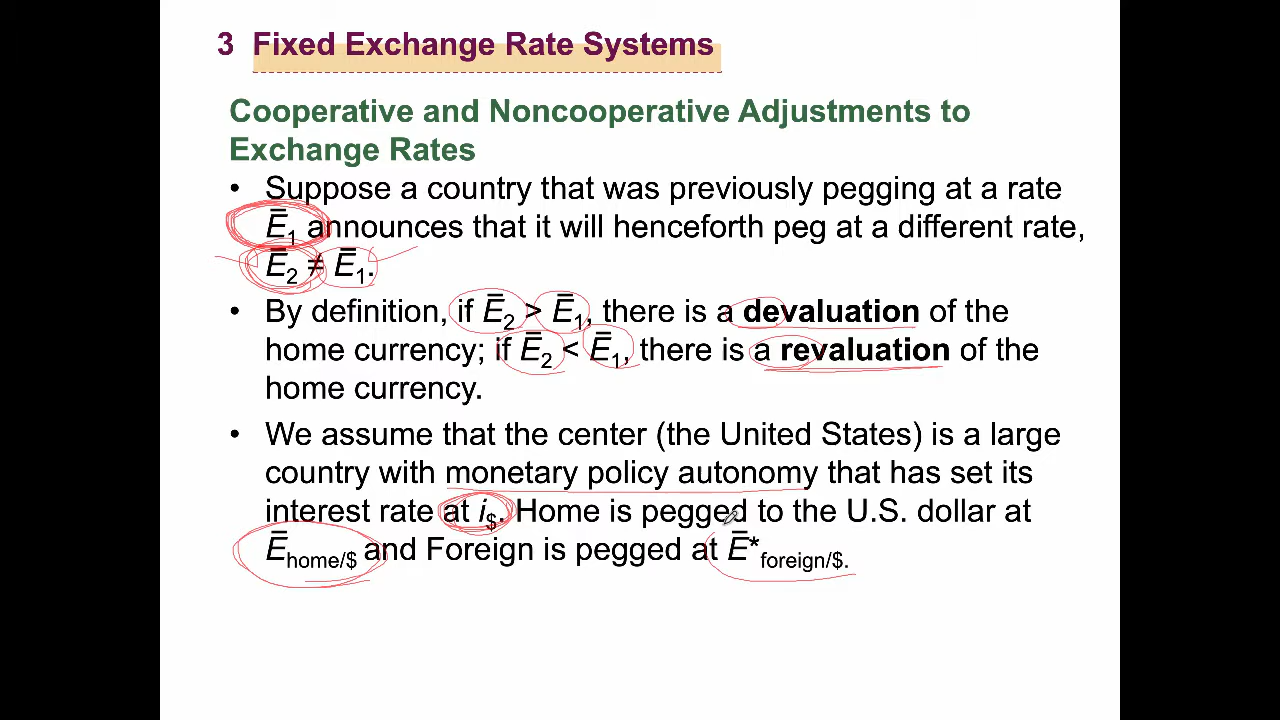 3 Fixed Exchange Rate Systems
Cooperative and Noncooperative Adjustments to
Exchange Rates
• Suppose a country that was previously pegging at a rate
Ē₁ announces that it will henceforth peg at a different rate,
Ē₂ ≠ Ē₁.
• By definition, if Ē₂ > Ē₁, there is a devaluation of the
home currency; if Ē₂ < Ē₁, there is a revaluation of the
home currency.
• We assume that the center (the United States) is a large
country with monetary policy autonomy that has set its
interest rate at i$. Home is pegged to the U.S. dollar at
Ēhome/$ and Foreign is pegged at Ē*foreign/$.